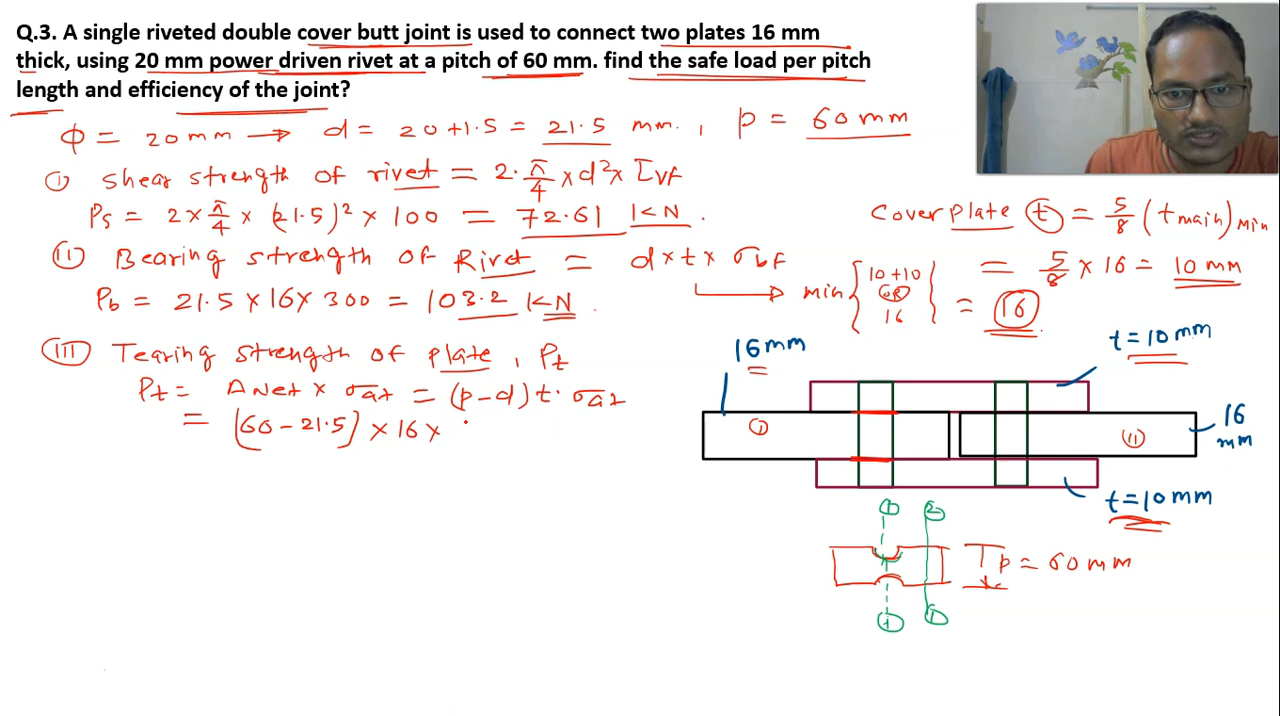 Q.3. A single riveted double cover butt joint is used to connect two plates 16 mm
thick, using 20 mm power driven rivet at a pitch of 60 mm. find the safe load per pitch
length and efficiency of the joint?
ϕ = 20mm → d = 20+1.5 = 21.5 mm. , p = 60mm
(i) Shear strength of rivet = 2·π/4 × d² × τvf
Ps = 2×π/4 × (21.5)² × 100 = 72.61 KN.
(ii) Bearing strength of Rivet = d×t× σbf
Pb = 21.5×16×300 = 103.2 KN.
→ min { 10+10 OR 16 } = 16
Cover plate (t) = 5/8 (tmain)min
= 5/8 × 16 = 10 mm
(iii) Tearing strength of plate, Pt
Pt = ANet × σat = (p-d)t·σat
= (60-21.5)×16×
16mm
t=10mm
(I)
(II)
16
mm
t=10mm
(1)
(2)
p = 60mm
(1)
(1)